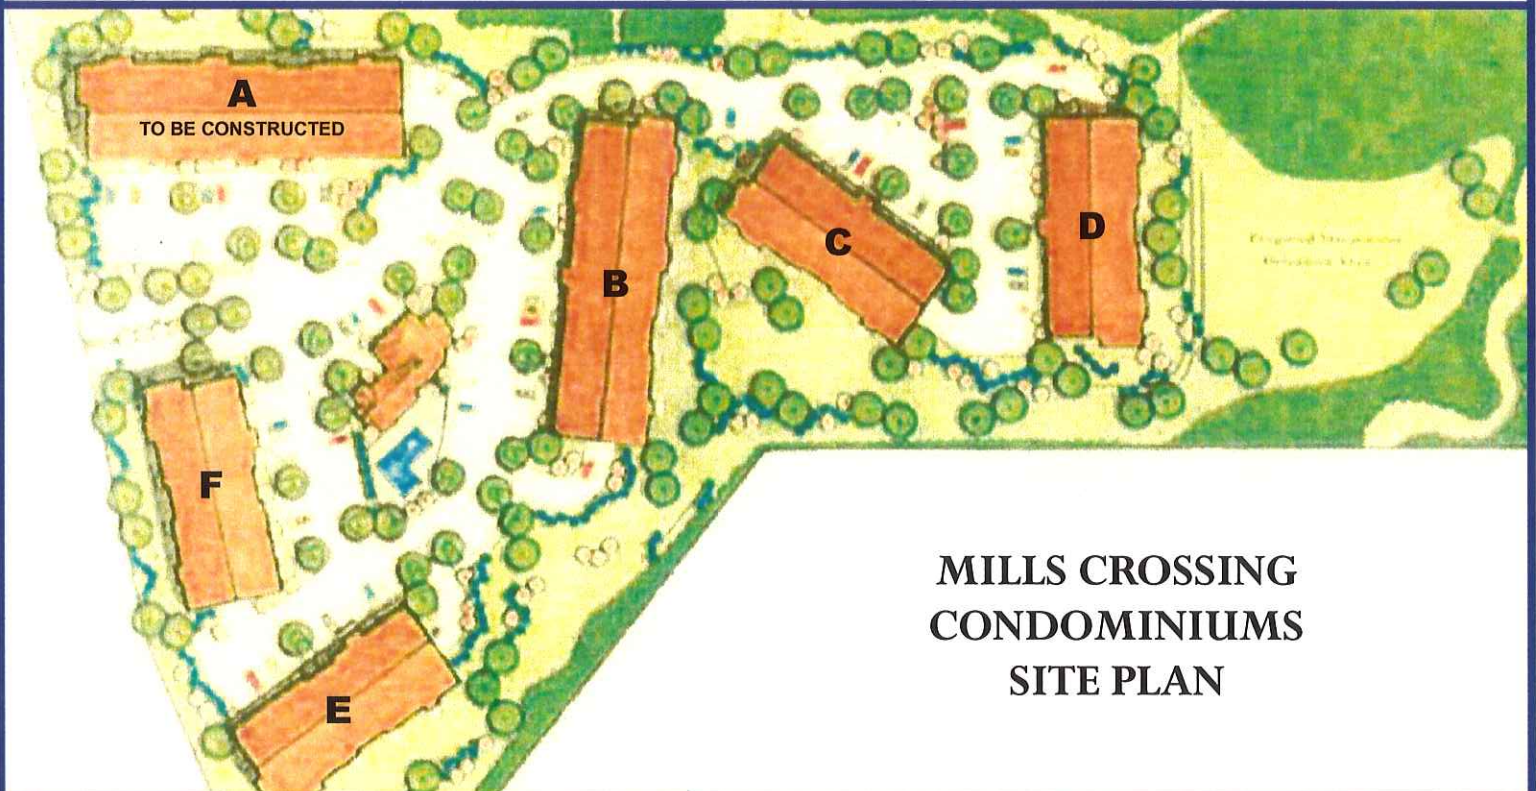 A
TO BE CONSTRUCTED
B
C
D
F
E
MILLS CROSSING
CONDOMINIUMS
SITE PLAN